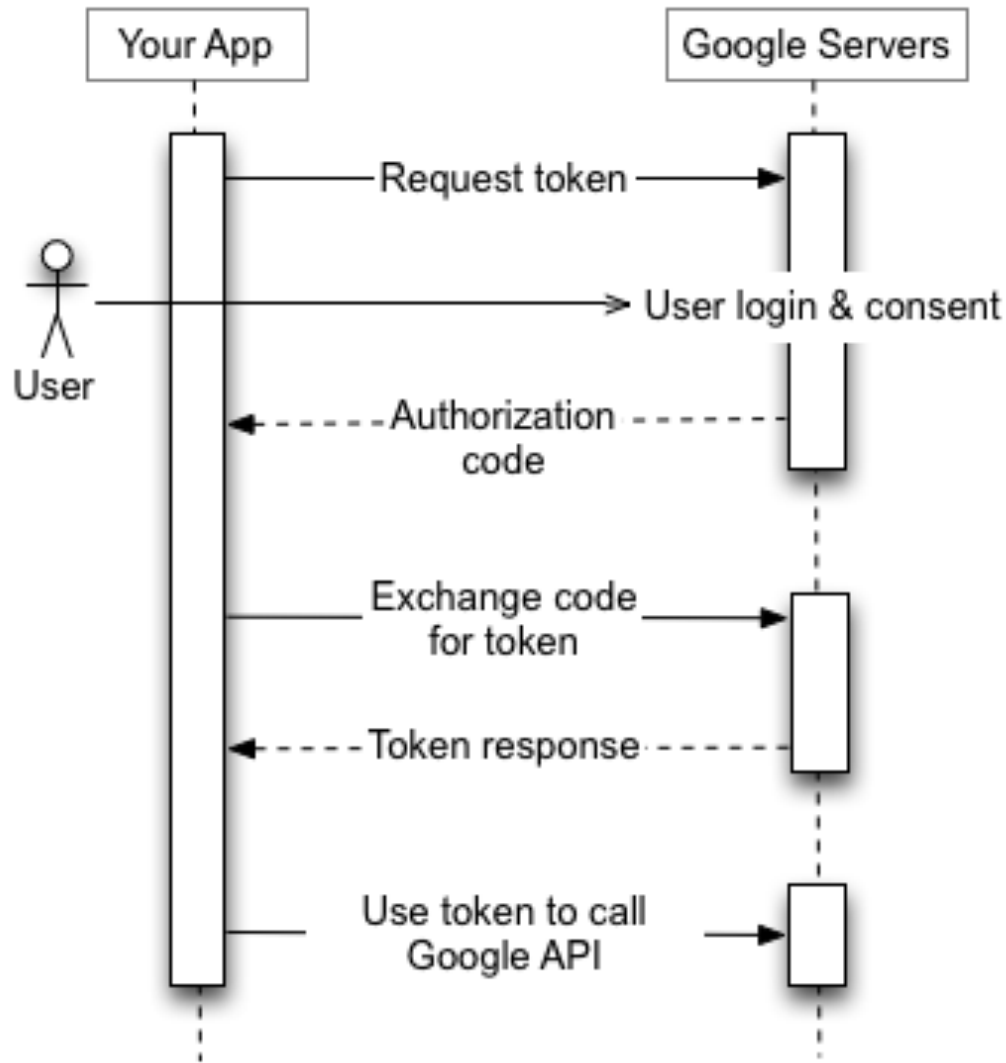 Your App
Google Servers
Request token
User login & consent
User
Authorization
code
Exchange code
for token
Token response
Use token to call
Google API